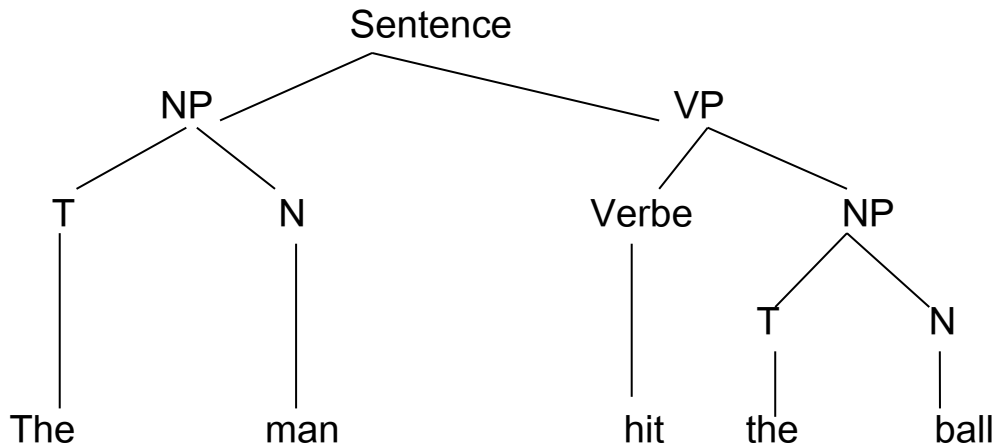 Sentence
NP VP
T N Verbe NP
T N
The man hit the ball